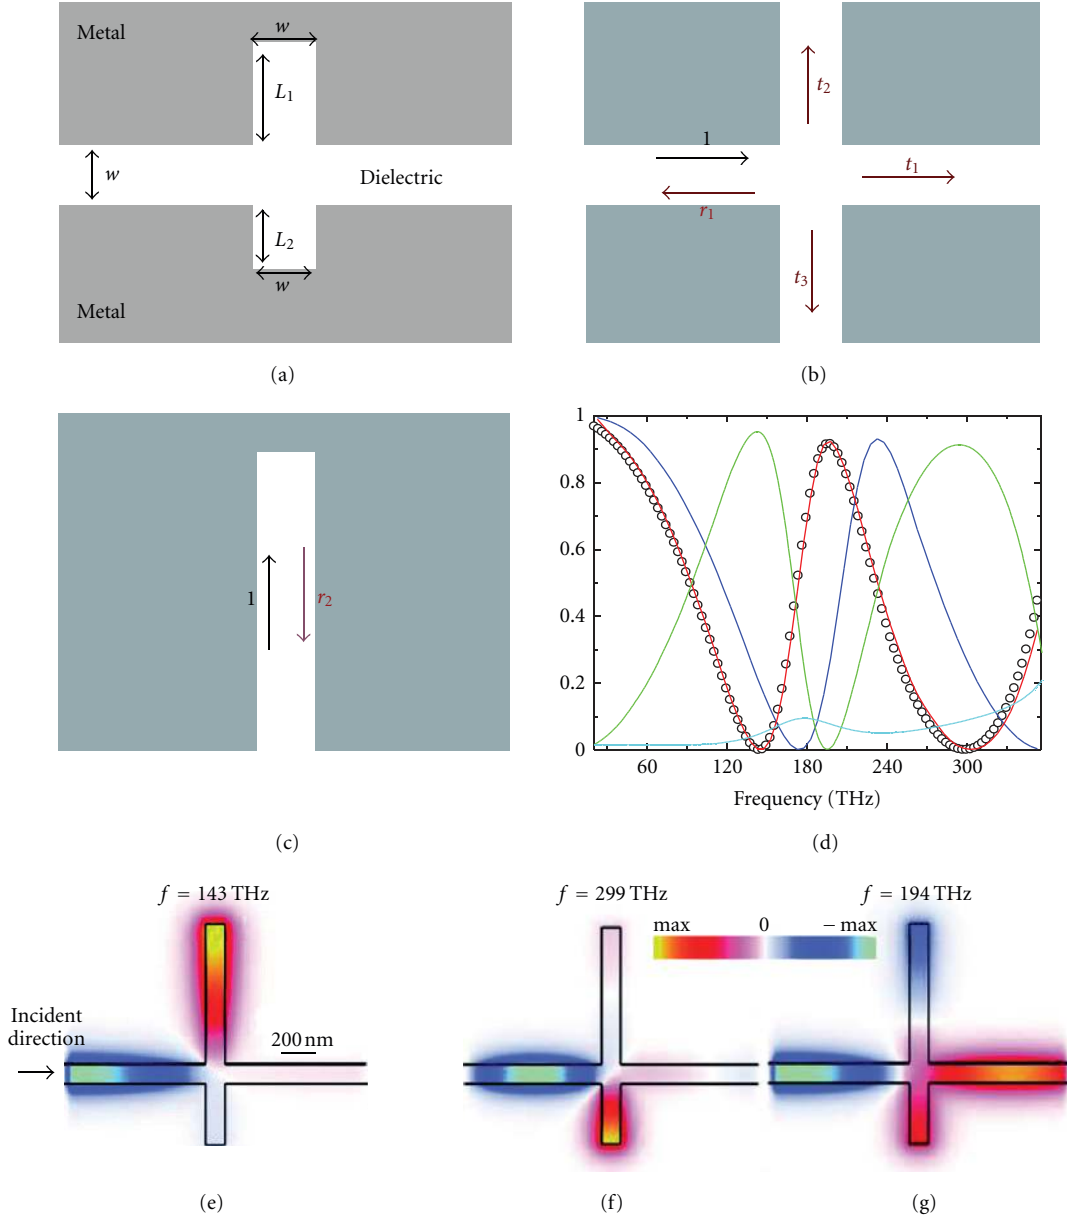 Metal
w
L1
w
Dielectric
L2
w
Metal
(a)
t2
1
t1
r1
t3
(b)
1
r2
(c)
1
0.8
0.6
0.4
0.2
0
60
120
180
240
300
Frequency (THz)
(d)
f = 143 THz
Incident
direction
200 nm
(e)
f = 299 THz
max
0
− max
(f)
f = 194 THz
(g)